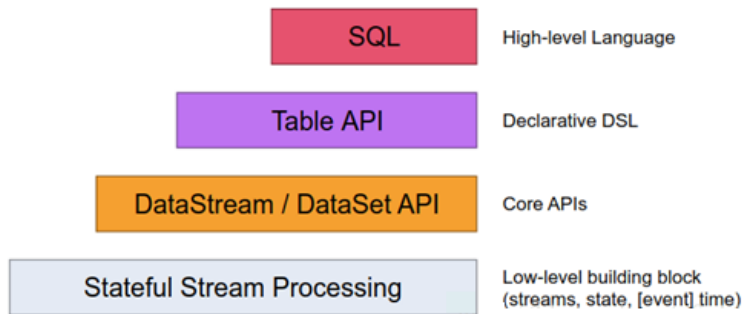 SQL
High-level Language
Table API
Declarative DSL
DataStream / DataSet API
Core APIs
Stateful Stream Processing
Low-level building block
(streams, state, [event] time)